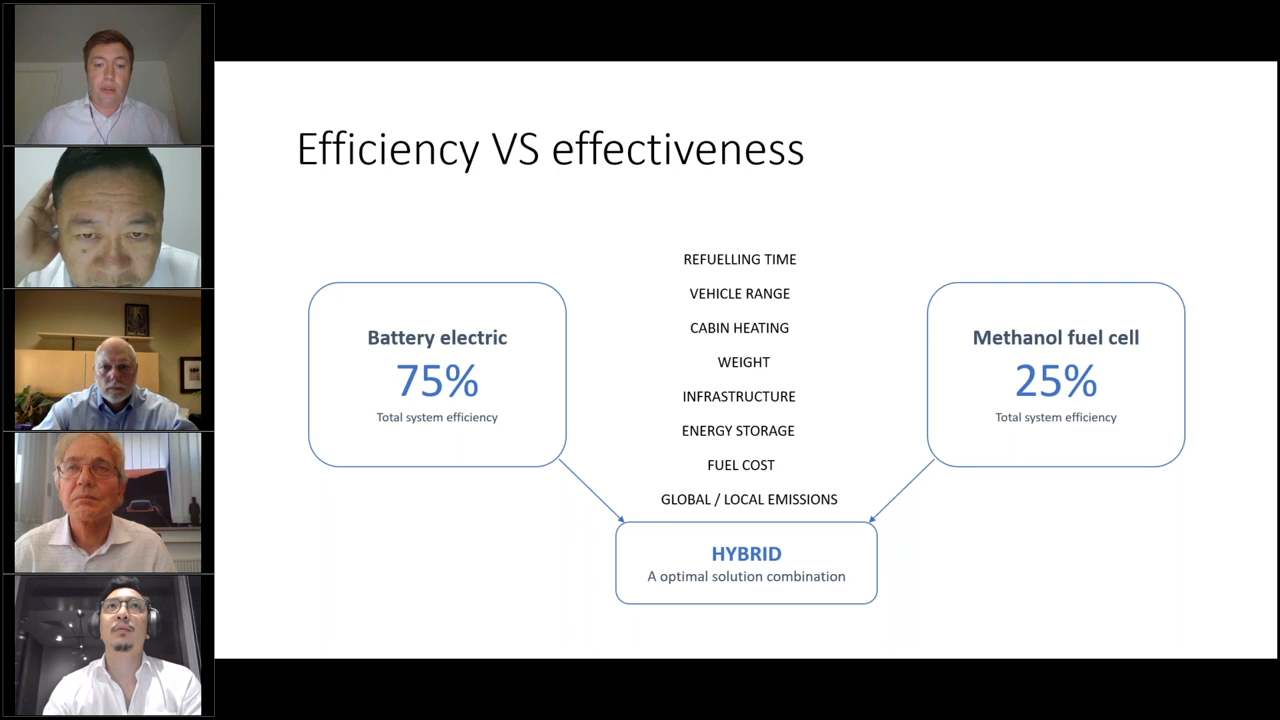 Efficiency VS effectiveness
REFUELLING TIME
VEHICLE RANGE
CABIN HEATING
WEIGHT
INFRASTRUCTURE
ENERGY STORAGE
FUEL COST
GLOBAL / LOCAL EMISSIONS
Battery electric
75%
Total system efficiency
Methanol fuel cell
25%
Total system efficiency
HYBRID
A optimal solution combination